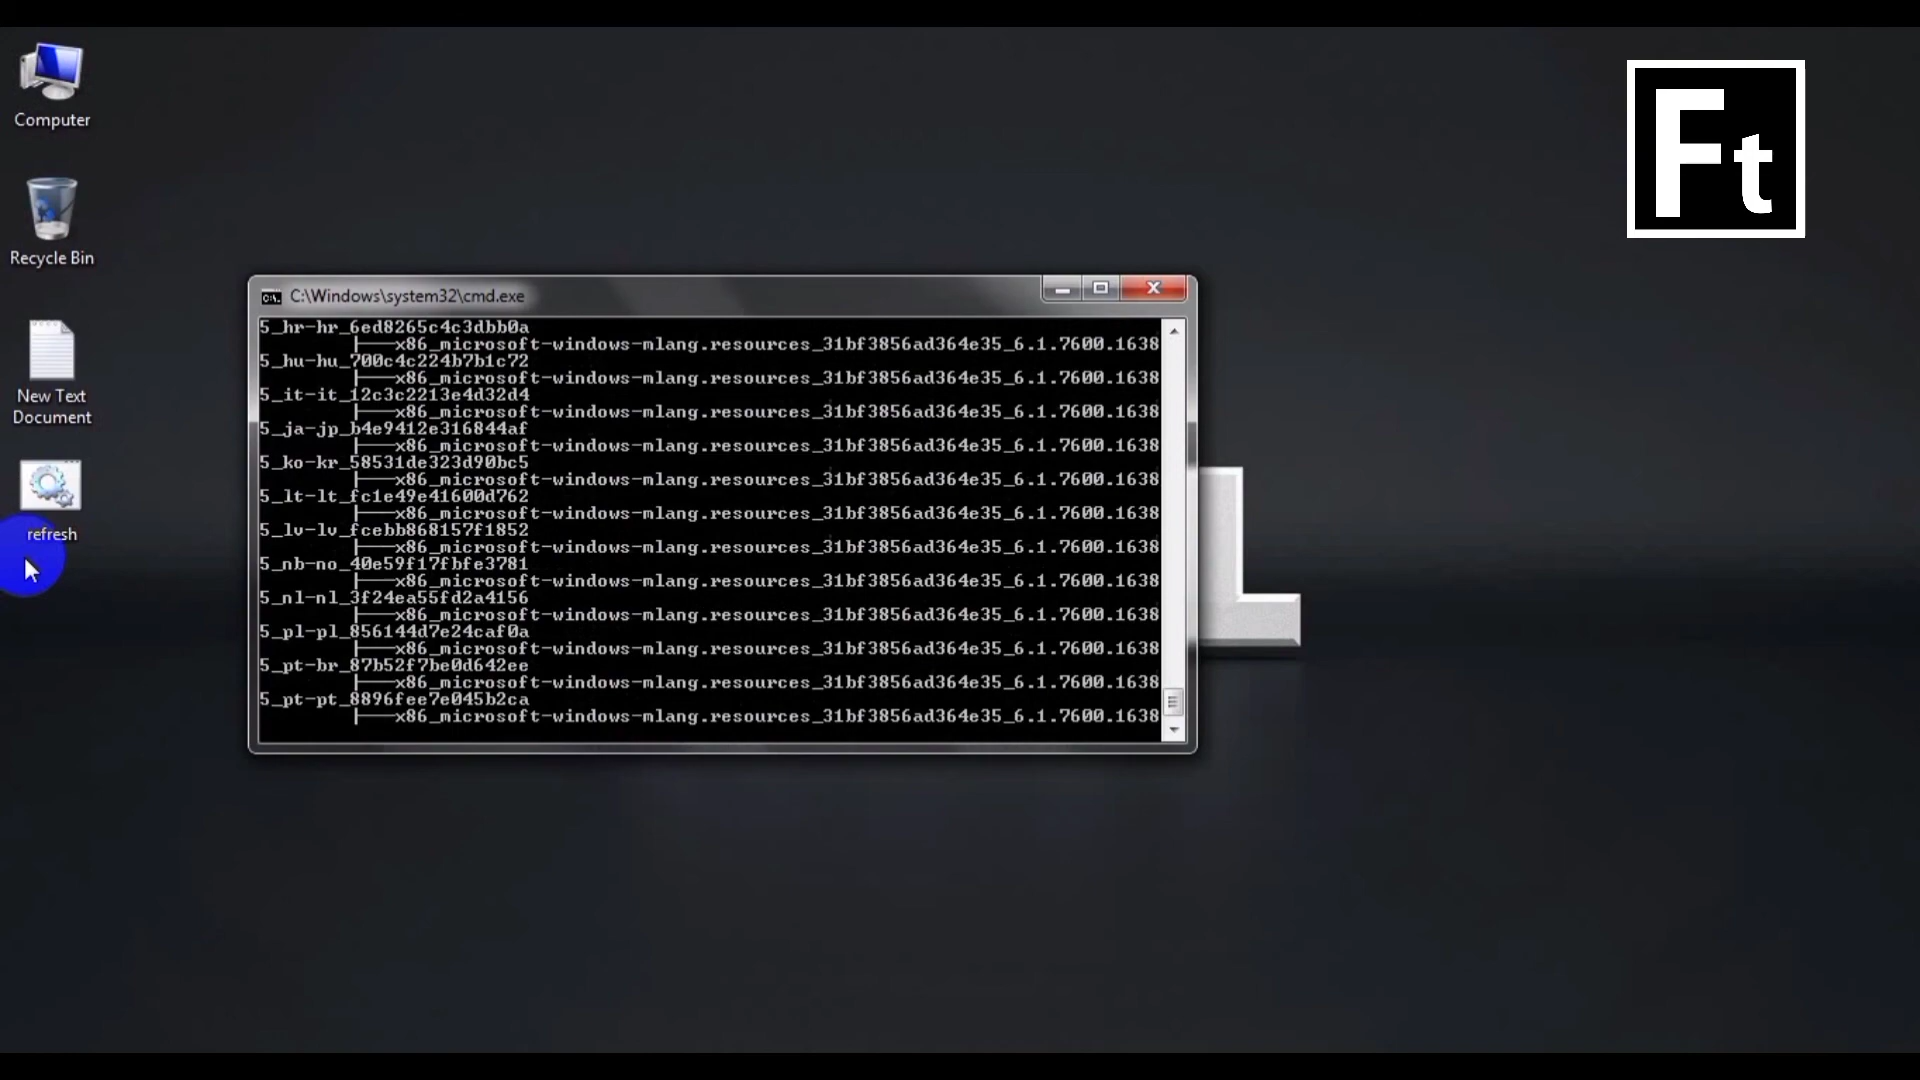 Computer
Recycle Bin
New Text
Document
refresh
Ft
C:\Windows\system32\cmd.exe
5_hr-hr_6ed8265c4c3dbb0a
├───x86_microsoft-windows-mlang.resources_31bf3856ad364e35_6.1.7600.1638
5_hu-hu_700c4c224b7b1c72
├───x86_microsoft-windows-mlang.resources_31bf3856ad364e35_6.1.7600.1638
5_it-it_12c3c2213e4d32d4
├───x86_microsoft-windows-mlang.resources_31bf3856ad364e35_6.1.7600.1638
5_ja-jp_b4e9412e316844af
├───x86_microsoft-windows-mlang.resources_31bf3856ad364e35_6.1.7600.1638
5_ko-kr_58531de323d90bc5
├───x86_microsoft-windows-mlang.resources_31bf3856ad364e35_6.1.7600.1638
5_lt-lt_fc1e49e41600d762
├───x86_microsoft-windows-mlang.resources_31bf3856ad364e35_6.1.7600.1638
5_lv-lv_fcebb868157f1852
├───x86_microsoft-windows-mlang.resources_31bf3856ad364e35_6.1.7600.1638
5_nb-no_40e59f17fbfe3781
├───x86_microsoft-windows-mlang.resources_31bf3856ad364e35_6.1.7600.1638
5_nl-nl_3f24ea55fd2a4156
├───x86_microsoft-windows-mlang.resources_31bf3856ad364e35_6.1.7600.1638
5_pl-pl_856144d7e24caf0a
├───x86_microsoft-windows-mlang.resources_31bf3856ad364e35_6.1.7600.1638
5_pt-br_87b52f7be0d642ee
├───x86_microsoft-windows-mlang.resources_31bf3856ad364e35_6.1.7600.1638
5_pt-pt_8896fee7e045b2ca
├───x86_microsoft-windows-mlang.resources_31bf3856ad364e35_6.1.7600.1638